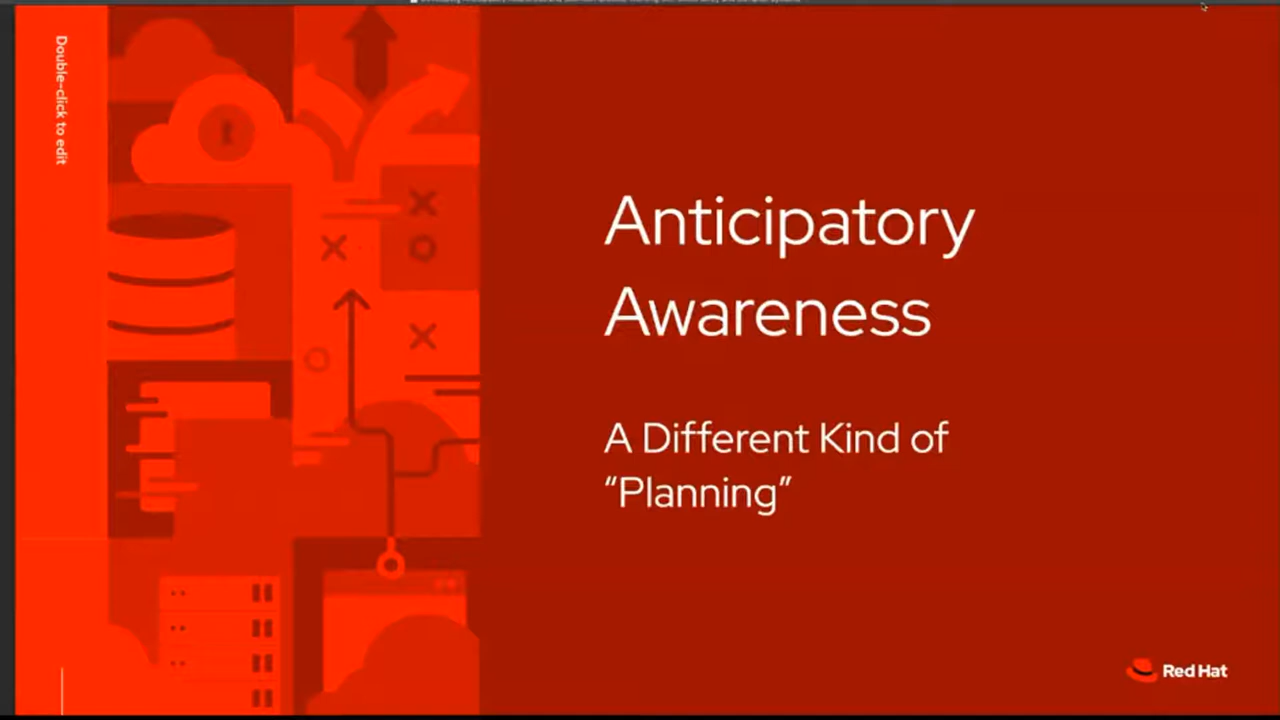 Double-click to edit
Anticipatory
Awareness
A Different Kind of
“Planning”
Red Hat